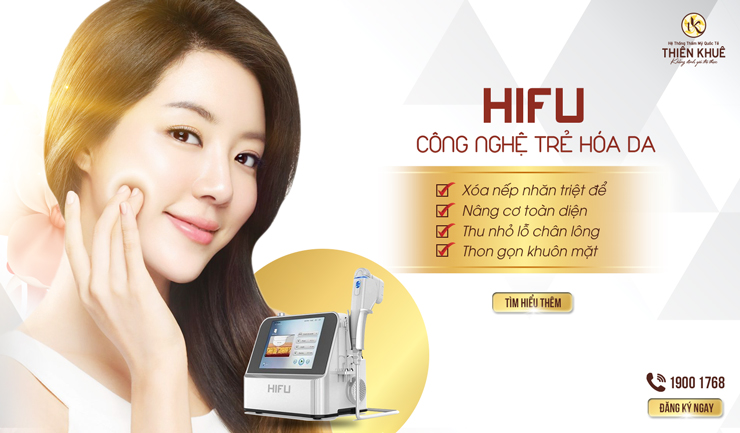 Hệ Thống Thẩm Mỹ Quốc Tế
THIÊN KHUÊ
HIFU
CÔNG NGHỆ TRẺ HÓA DA
Xóa nếp nhăn triệt để
Nâng cơ toàn diện
Thu nhỏ lỗ chân lông
Thon gọn khuôn mặt
TÌM HIỂU THÊM
HIFU
1900 1768
ĐĂNG KÝ NGAY